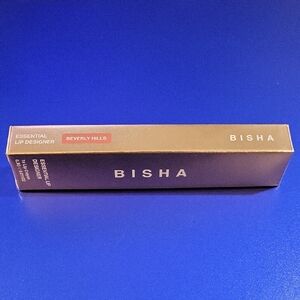 ESSENTIAL
LIP DESIGNER
BEVERLY HILLS
BISHA
ESSENTIAL LIP
DESIGNER
BISHA